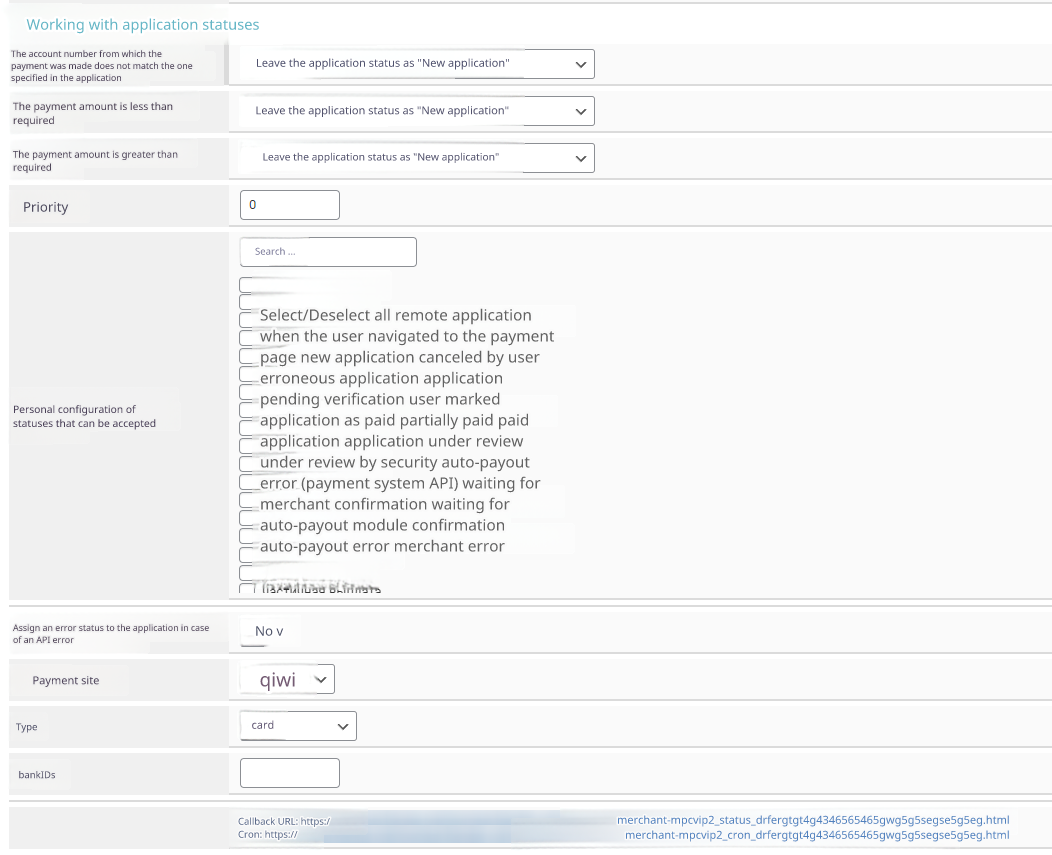 Working with application statuses
The account number from which the
payment was made does not match the one
specified in the application
Leave the application status as "New application"
The payment amount is less than
required
Leave the application status as "New application"
The payment amount is greater than
required
Leave the application status as "New application"
Priority
0
Search ...
Personal configuration of
statuses that can be accepted
Select/Deselect all remote application
when the user navigated to the payment
page new application canceled by user
erroneous application application
pending verification user marked
application as paid partially paid paid
application application under review
under review by security auto-payout
error (payment system API) waiting for
merchant confirmation waiting for
auto-payout module confirmation
auto-payout error merchant error
Assign an error status to the application in case
of an API error
No v
Payment site
qiwi
Type
card
bankIDs
Callback URL: https:/ merchant-mpcvip2_status_drfergtgt4g4346565465gwg5g5segse5g5eg.html
Cron: https:// merchant-mpcvip2_cron_drfergtgt4g4346565465gwg5g5segse5g5eg.html